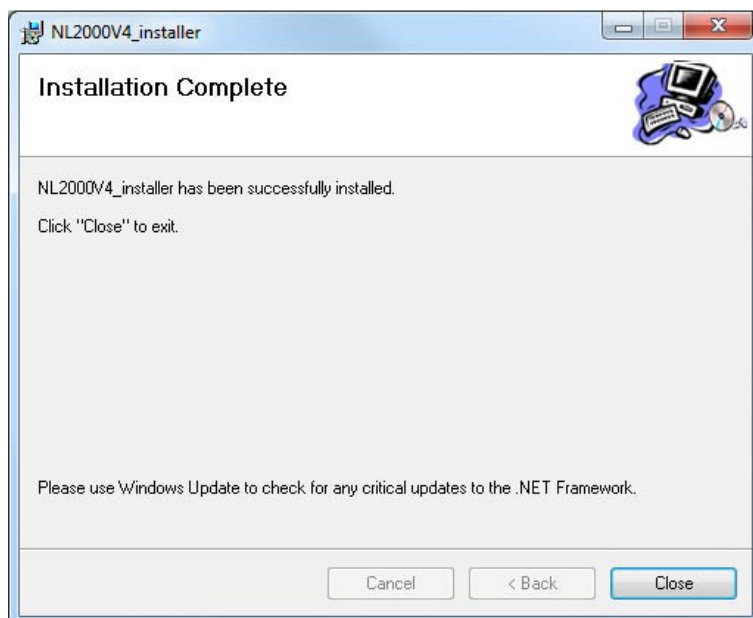 NL2000V4_installer
Installation Complete
NL2000V4_installer has been successfully installed.
Click "Close" to exit.
Please use Windows Update to check for any critical updates to the .NET Framework.
Cancel
< Back
Close